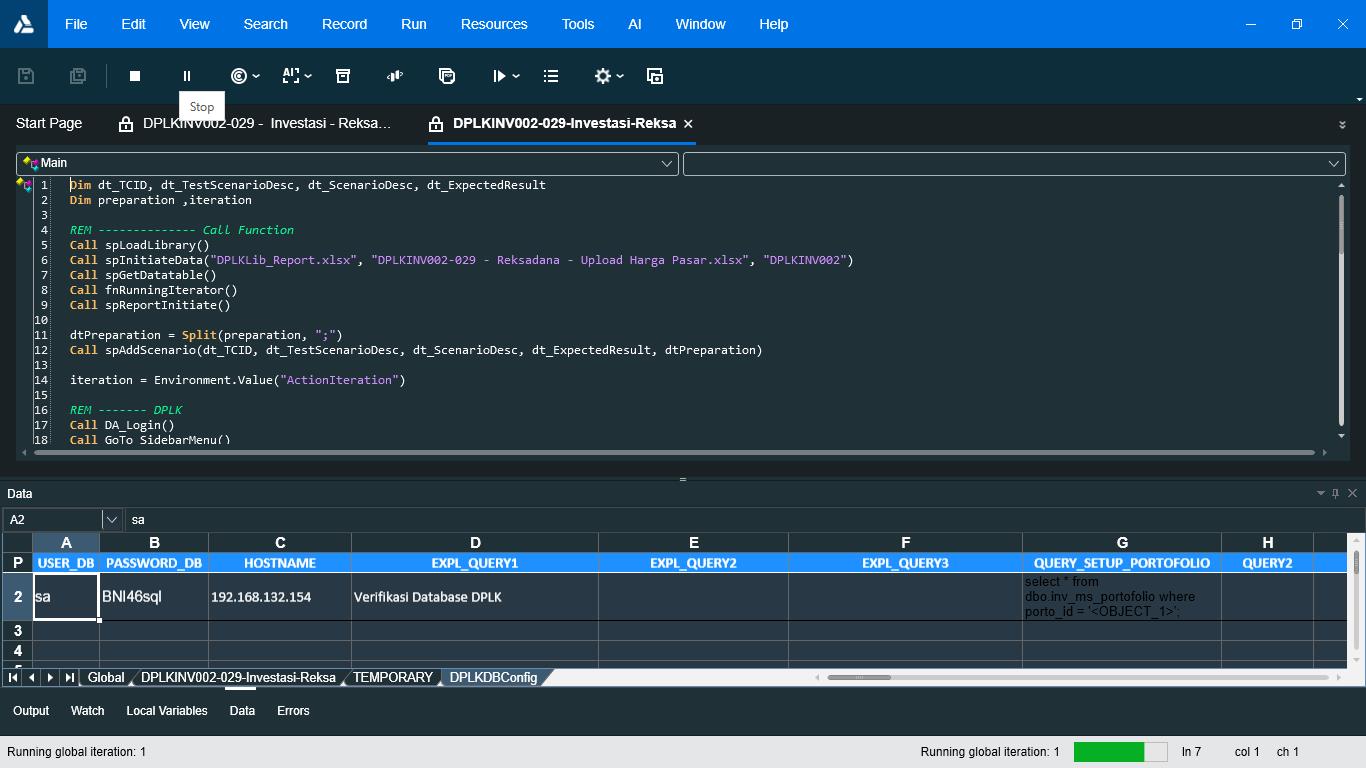 File Edit View Search Record Run Resources Tools AI Window Help
Stop
Start Page DPLKINV002-029 - Investasi - Reksa... DPLKINV002-029-Investasi-Reksa
Main
1 Dim dt_TCID, dt_TestScenarioDesc, dt_ScenarioDesc, dt_ExpectedResult
2 Dim preparation ,iteration
3
4 REM -------------- Call Function
5 Call spLoadLibrary()
6 Call spInitiateData("DPLKLib_Report.xlsx", "DPLKINV002-029 - Reksadana - Upload Harga Pasar.xlsx", "DPLKINV002")
7 Call spGetDatatable()
8 Call fnRunningIterator()
9 Call spReportInitiate()
10
11 dtPreparation = Split(preparation, ";")
12 Call spAddScenario(dt_TCID, dt_TestScenarioDesc, dt_ScenarioDesc, dt_ExpectedResult, dtPreparation)
13
14 iteration = Environment.Value("ActionIteration")
15
16 REM ------- DPLK
17 Call DA_Login()
18 Call GoTo_SidebarMenu()
Data
A2 sa
A B C D E F G H
P USER_DB PASSWORD_DB HOSTNAME EXPL_QUERY1 EXPL_QUERY2 EXPL_QUERY3 QUERY_SETUP_PORTOFOLIO QUERY2
2 sa BNI46sql 192.168.132.154 Verifikasi Database DPLK select * from
dbo.inv_ms_portofolio where
porto_id = '<OBJECT_1>';
3
4
5
Global DPLKINV002-029-Investasi-Reksa TEMPORARY DPLKDBConfig
Output Watch Local Variables Data Errors
Running global iteration: 1 Running global iteration: 1 ln 7 col 1 ch 1